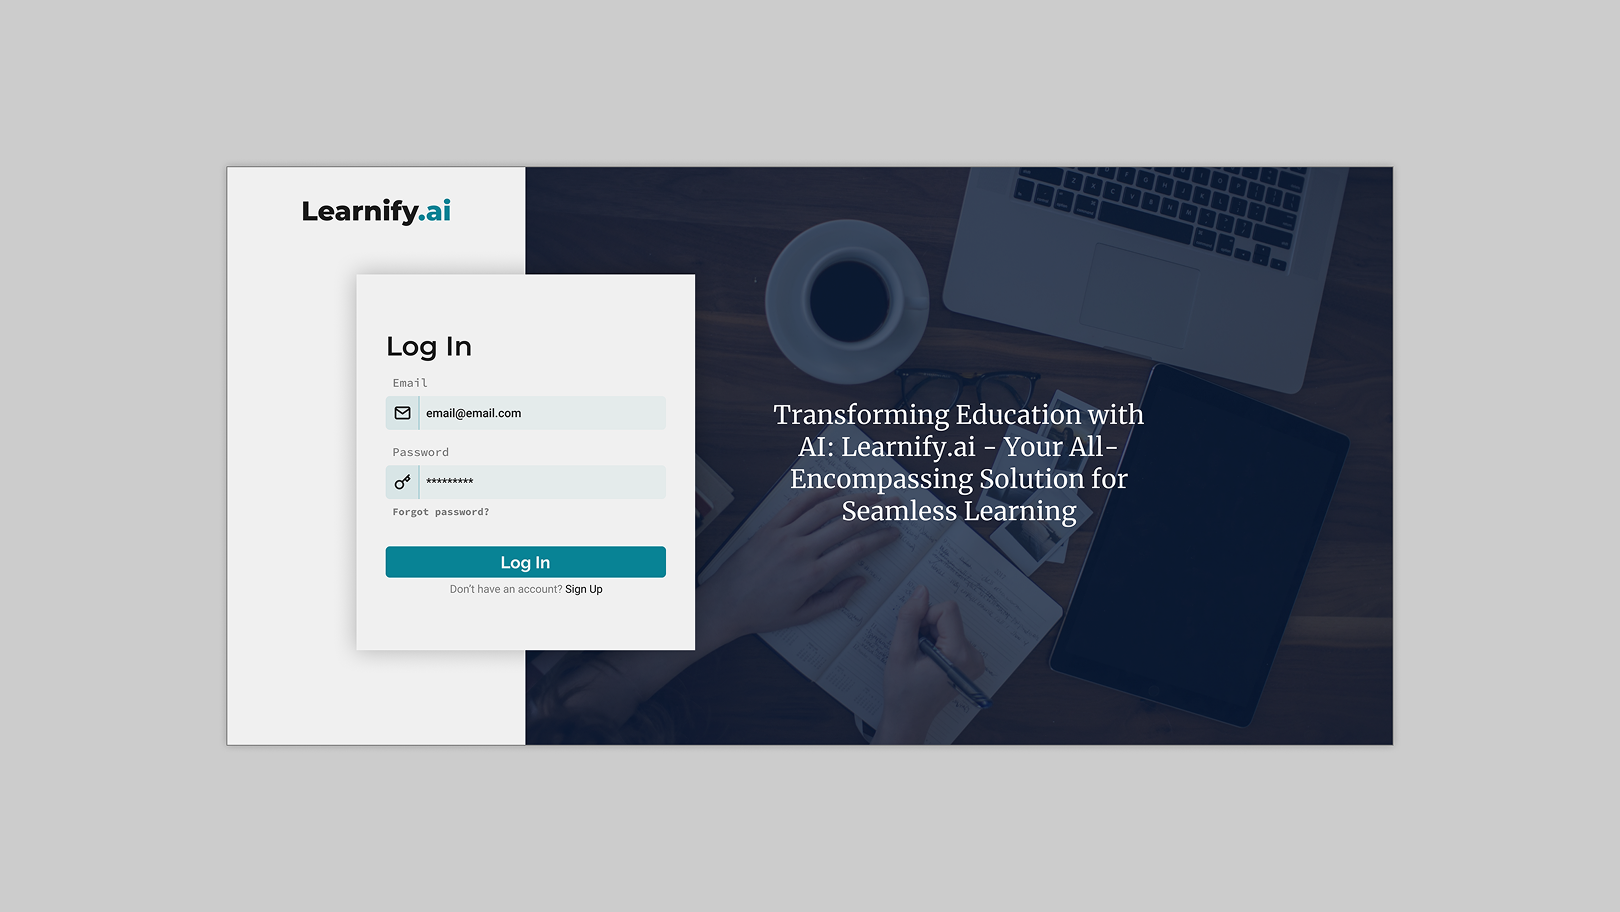 Learnify.ai
Log In
Email
email@email.com
Password
*********
Forgot password?
Log In
Don't have an account? Sign Up
Transforming Education with
AI: Learnify.ai - Your All-
Encompassing Solution for
Seamless Learning